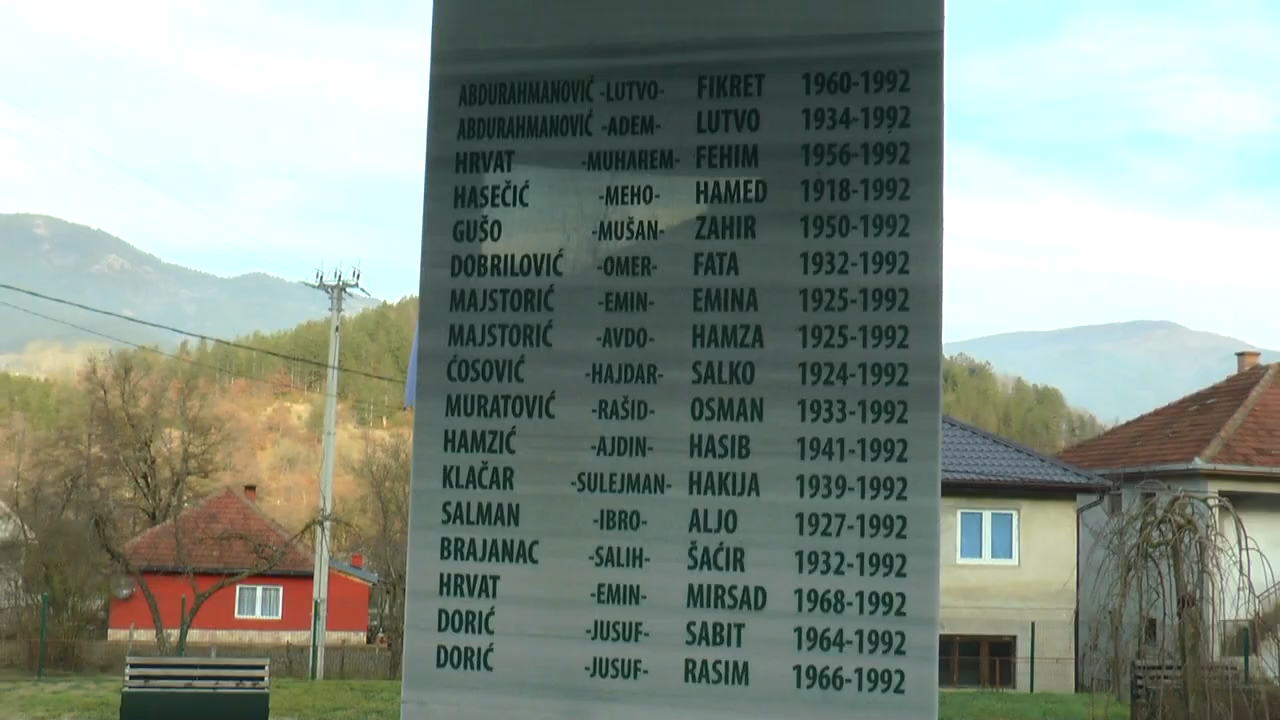 ABDURAHMANOVIĆ -LUTVO- FIKRET 1960-1992
ABDURAHMANOVIĆ -ADEM- LUTVO 1934-1992
HRVAT -MUHAREM- FEHIM 1956-1992
HASEČIĆ -MEHO- HAMED 1918-1992
GUŠO -MUŠAN- ZAHIR 1950-1992
DOBRILOVIĆ -OMER- FATA 1932-1992
MAJSTORIĆ -EMIN- EMINA 1925-1992
MAJSTORIĆ -AVDO- HAMZA 1925-1992
ĆOSOVIĆ -HAJDAR- SALKO 1924-1992
MURATOVIĆ -RAŠID- OSMAN 1933-1992
HAMZIĆ -AJDIN- HASIB 1941-1992
KLAČAR -SULEJMAN- HAKIJA 1939-1992
SALMAN -IBRO- ALJO 1927-1992
BRAJANAC -SALIH- ŠAĆIR 1932-1992
HRVAT -EMIN- MIRSAD 1968-1992
DORIĆ -JUSUF- SABIT 1964-1992
DORIĆ -JUSUF- RASIM 1966-1992